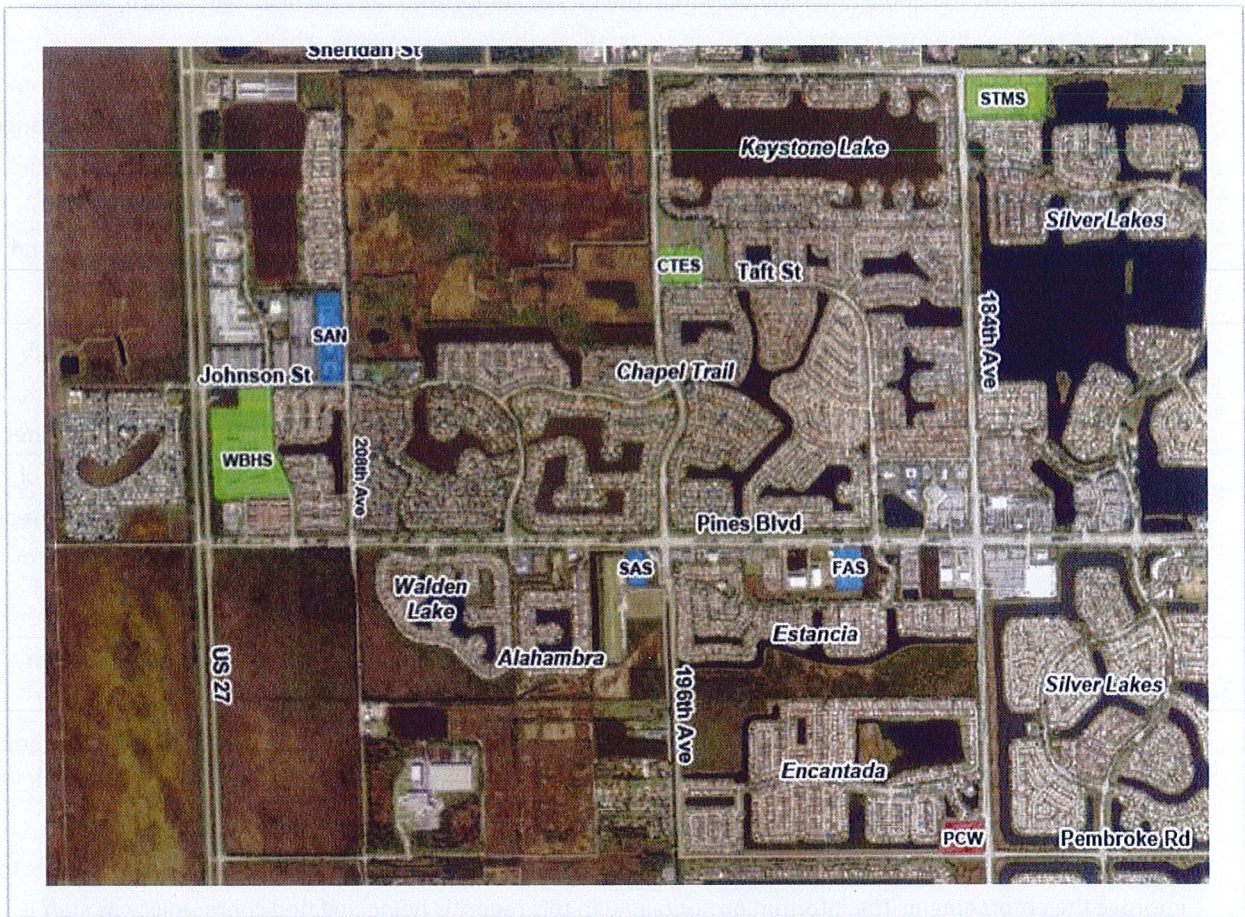 Sheridan St
STMS
Keystone Lake
Silver Lakes
CTES
Taft St
184th Ave
SAN
Johnson St
Chapel Trail
WBHS
208th Ave
Pines Blvd
SAS
FAS
Walden
Lake
Estancia
Alahambra
US 27
196th Ave
Silver Lakes
Encantada
PCW
Pembroke Rd